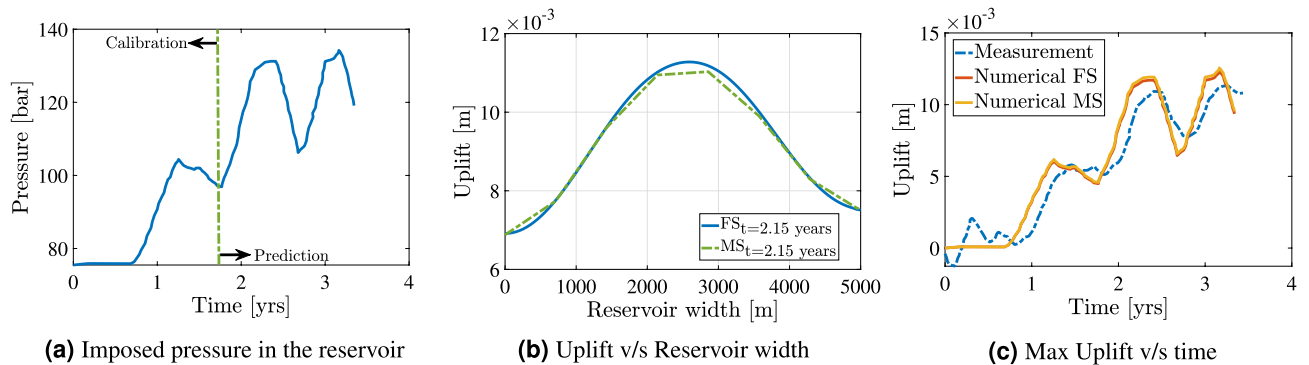 140
120
100
80
Pressure [bar]
Calibration
Prediction
0 1 2 3 4
Time [yrs]
(a) Imposed pressure in the reservoir
×10-3
12
10
8
6
Uplift [m]
FSt=2.15 years
MSt=2.15 years
0 1000 2000 3000 4000 5000
Reservoir width [m]
(b) Uplift v/s Reservoir width
×10-3
15
10
5
0
Uplift [m]
Measurement
Numerical FS
Numerical MS
0 1 2 3 4
Time [yrs]
(c) Max Uplift v/s time